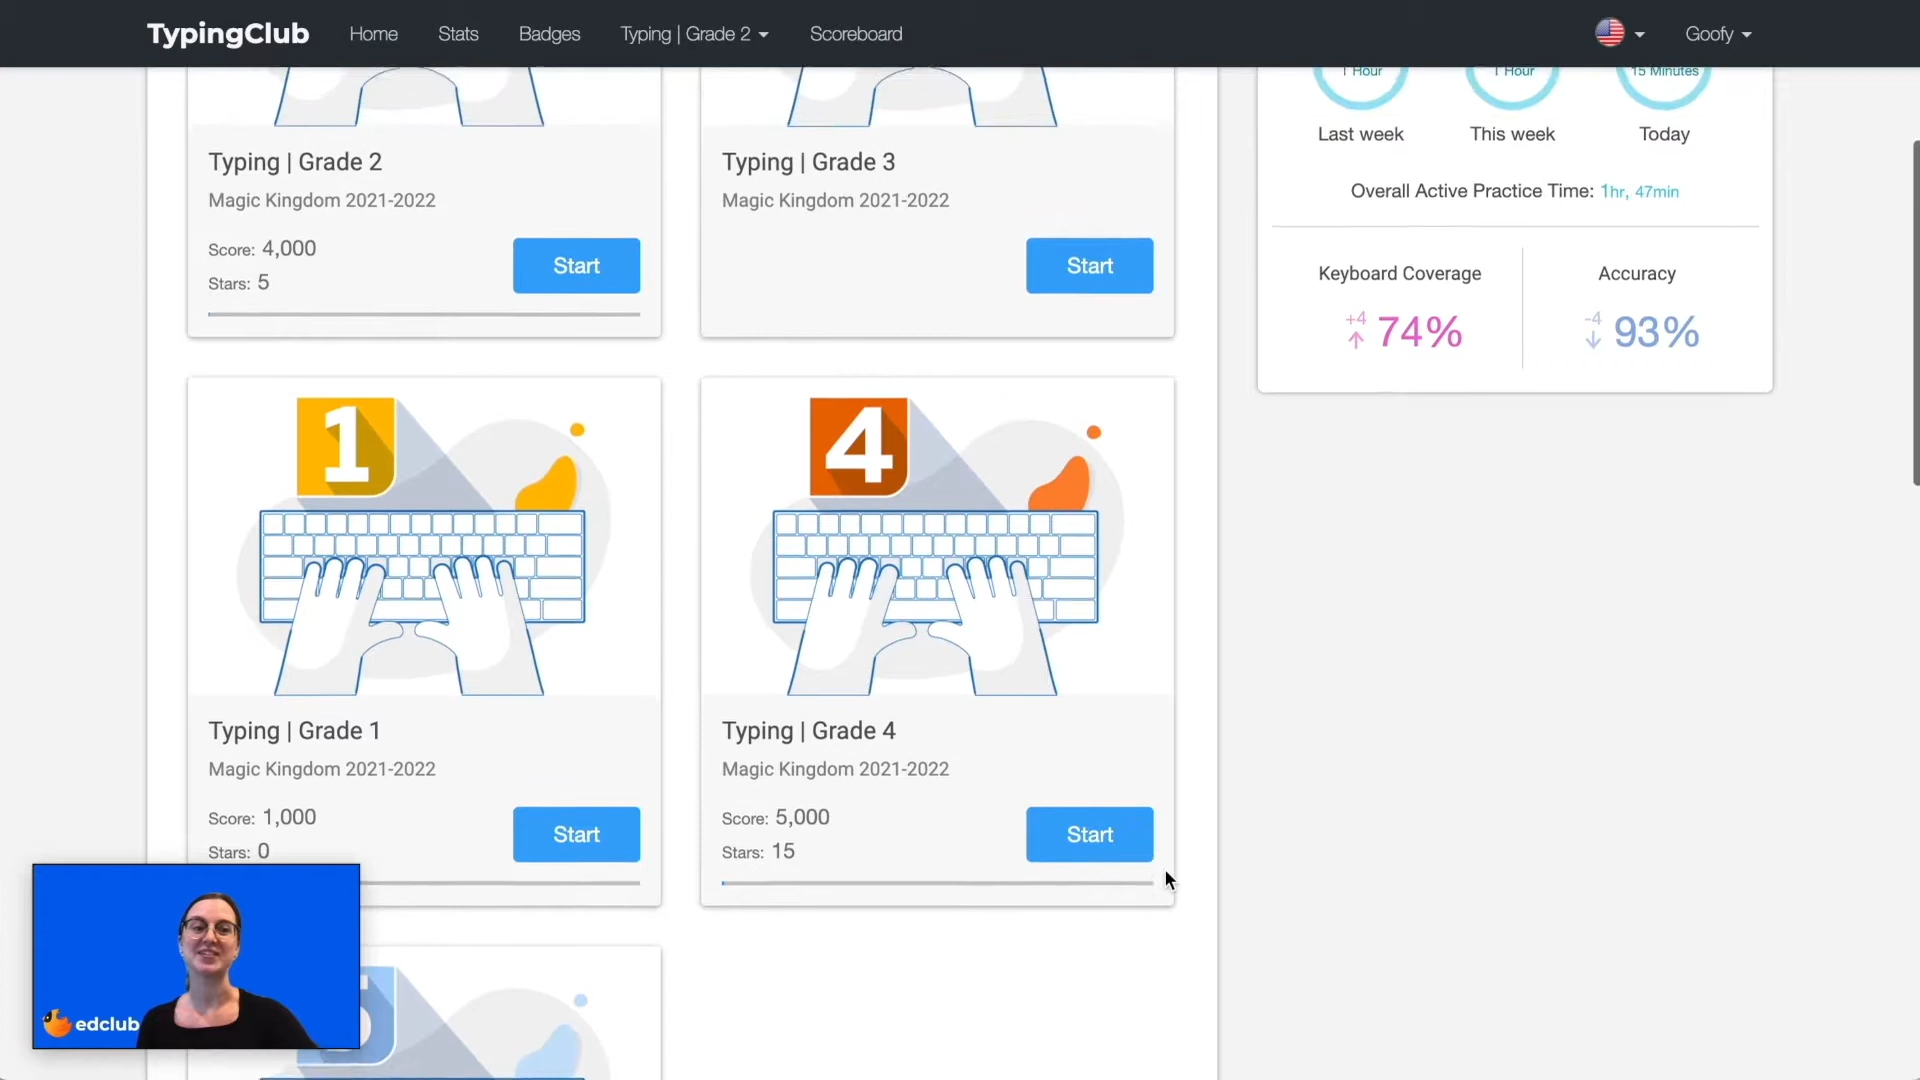 TypingClub Home Stats Badges Typing | Grade 2 Scoreboard Goofy
1 Hour 1 Hour 15 Minutes
Last week This week Today
Overall Active Practice Time: 1hr, 47min
Keyboard Coverage Accuracy
+4 74% -4 93%
Typing | Grade 2
Magic Kingdom 2021-2022
Score: 4,000
Stars: 5
Start
Typing | Grade 3
Magic Kingdom 2021-2022
Start
1
Typing | Grade 1
Magic Kingdom 2021-2022
Score: 1,000
Stars: 0
Start
4
Typing | Grade 4
Magic Kingdom 2021-2022
Score: 5,000
Stars: 15
Start
edclub